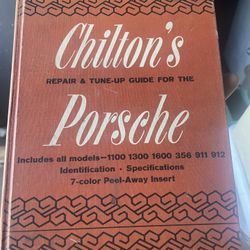 Chilton's
REPAIR & TUNE-UP GUIDE FOR THE
Porsche
Includes all models—1100 1300 1600 356 911 912
Identification · Specifications
7-color Peel-Away Insert